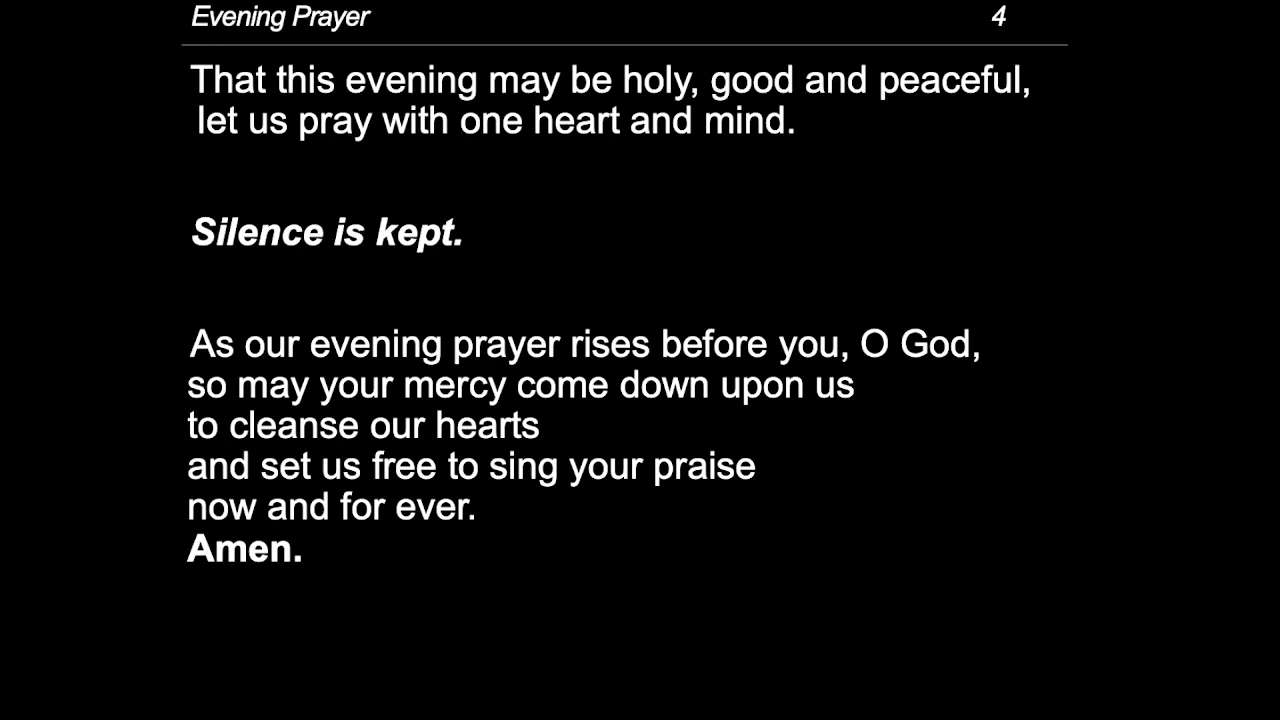 Evening Prayer 4
That this evening may be holy, good and peaceful,
let us pray with one heart and mind.
Silence is kept.
As our evening prayer rises before you, O God,
so may your mercy come down upon us
to cleanse our hearts
and set us free to sing your praise
now and for ever.
Amen.